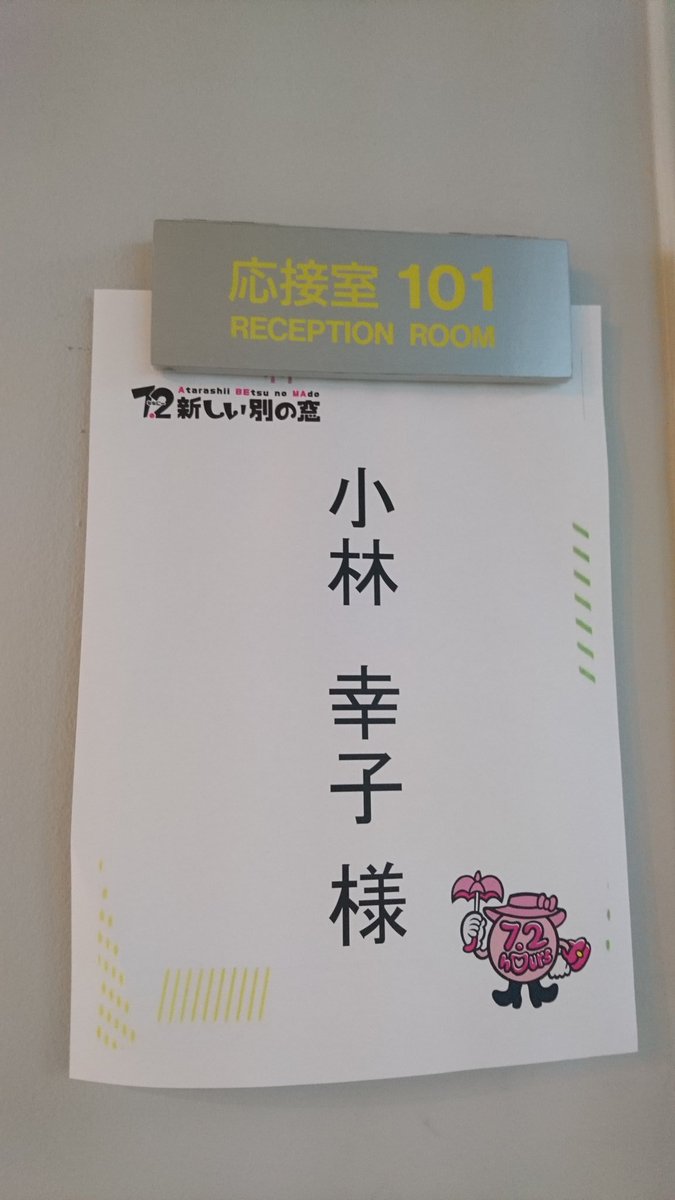 応接室 101
RECEPTION ROOM
Atarashii BEtsu no MAdo
7.2 新しい別の窓
小林 幸子 様
7.2
hours